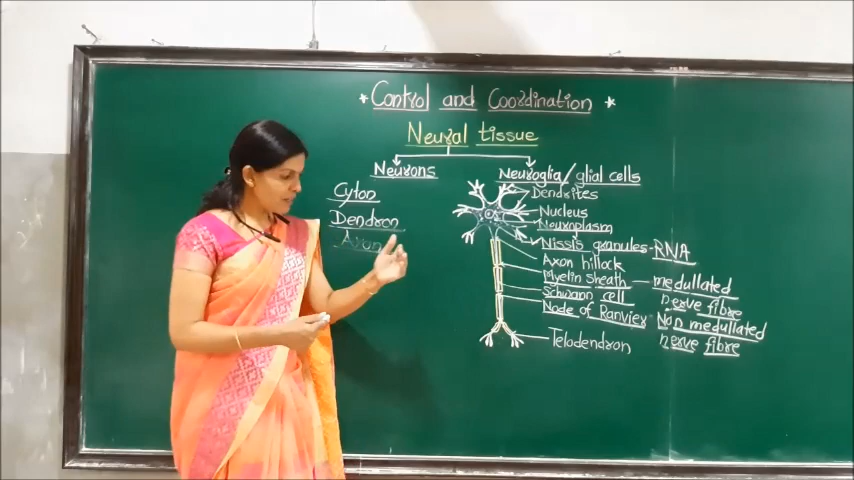 * Control and Coordination *
Neural tissue
Neurons
Neuroglia/glial cells
Cyton
Dendron
Axon
Dendrites
Nucleus
Neuroplasm
Nissls granules - RNA
Axon hillock
Myelin sheath — medullated nerve fibre
Schwann cell
Node of Ranvier
Non medullated nerve fibre
Telodendron